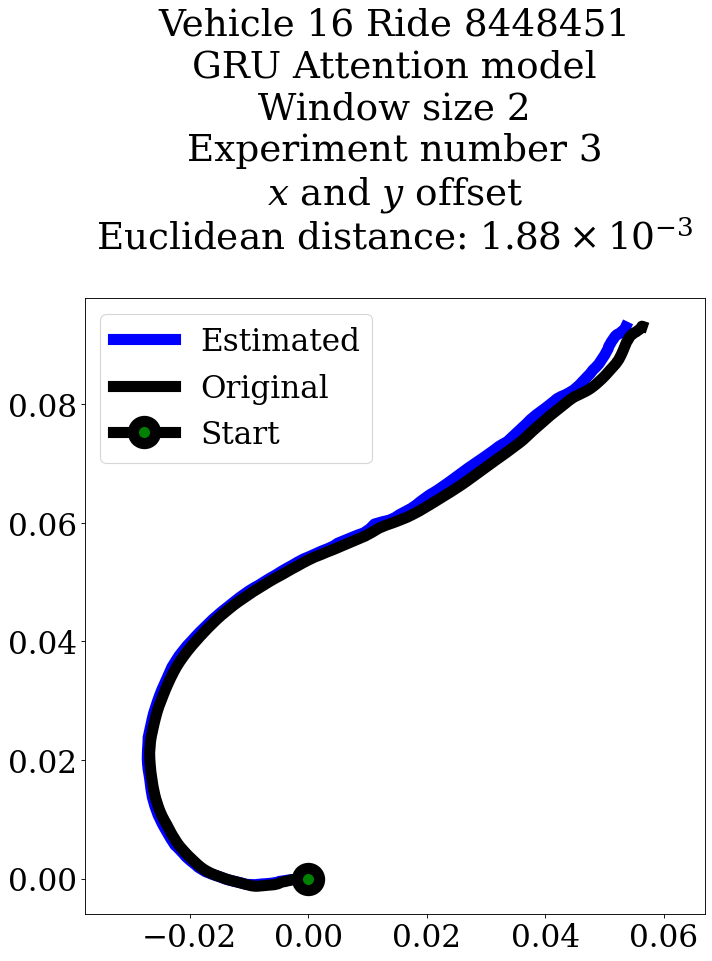 Vehicle 16 Ride 8448451
GRU Attention model
Window size 2
Experiment number 3
x and y offset
Euclidean distance: 1.88 × 10⁻³
Estimated
Original
Start
0.08
0.06
0.04
0.02
0.00
−0.02 0.00 0.02 0.04 0.06